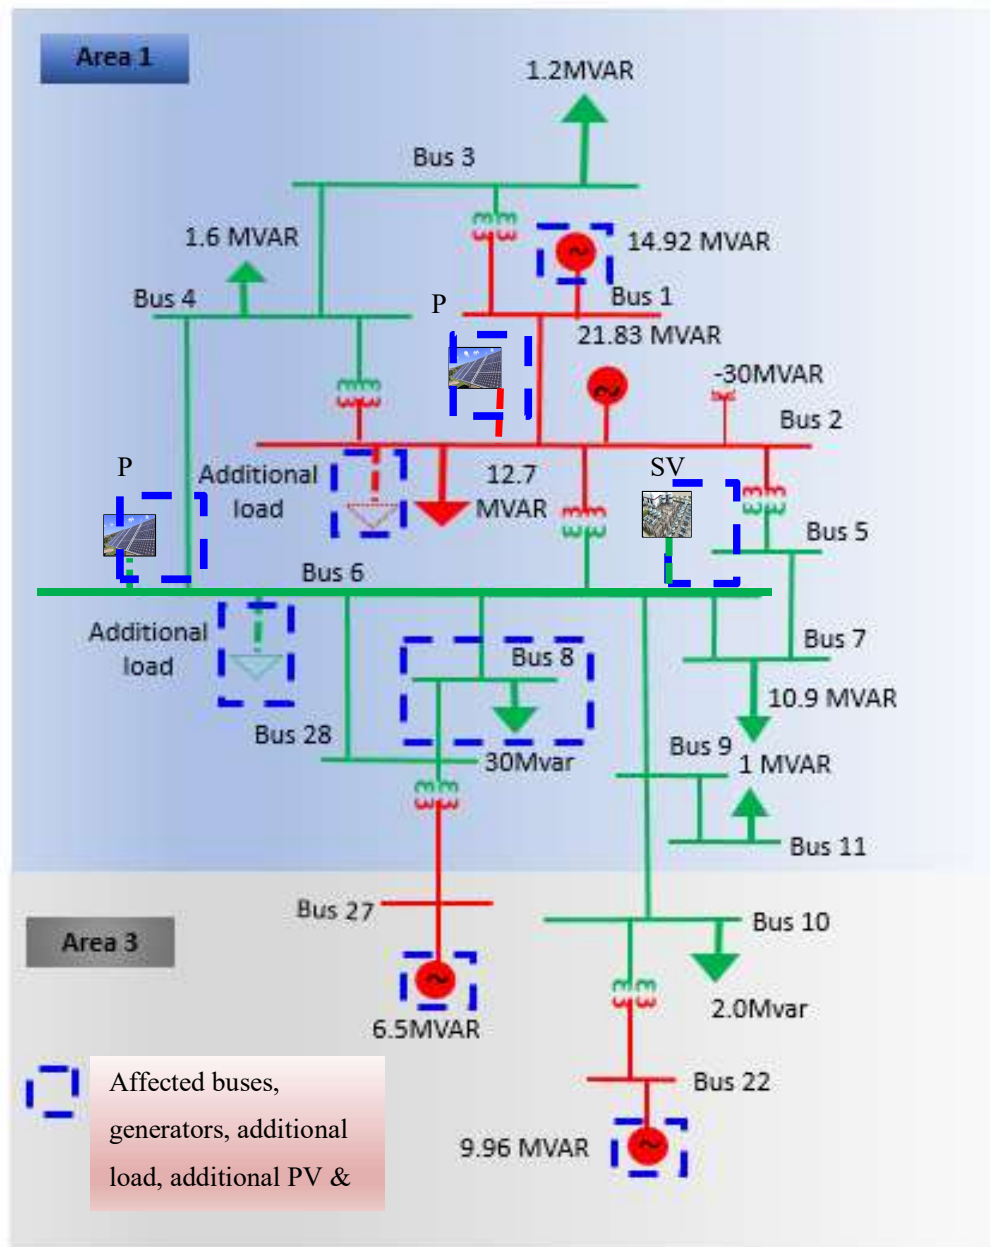 Area 1
1.2MVAR
Bus 3
1.6 MVAR
14.92 MVAR
Bus 4
P
Bus 1
21.83 MVAR
-30MVAR
Bus 2
P
Additional
load
12.7
MVAR
SV
Bus 5
Bus 6
Additional
load
Bus 8
Bus 7
10.9 MVAR
Bus 28
30Mvar
Bus 9
1 MVAR
Bus 11
Bus 27
Bus 10
Area 3
6.5MVAR
2.0Mvar
Bus 22
9.96 MVAR
Affected buses,
generators, additional
load, additional PV &